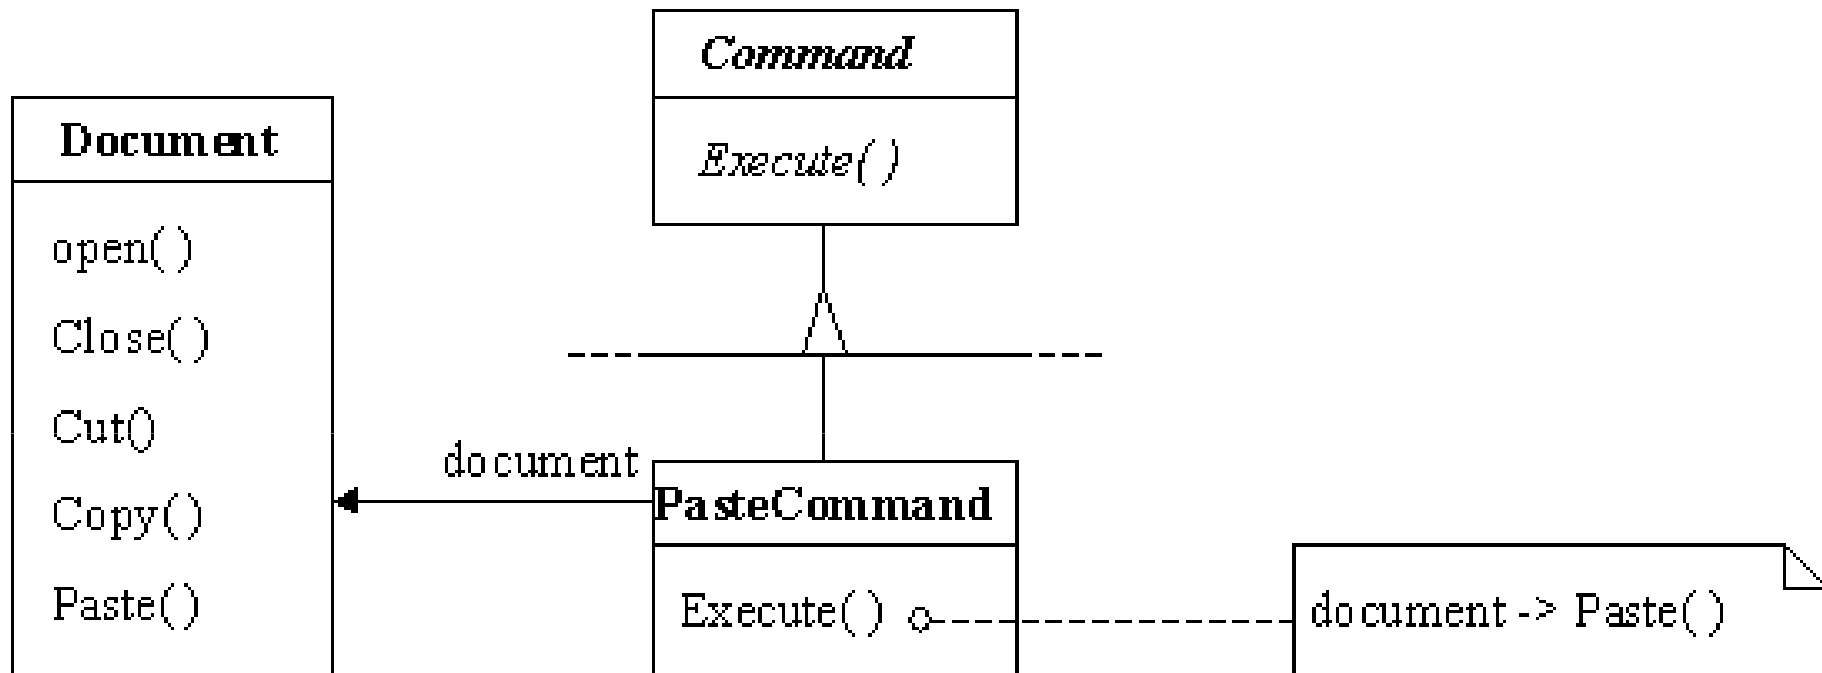 Command
Execute( )
Document
open( )
Close( )
Cut()
Copy( )
Paste( )
document
PasteCommand
Execute( )
document -> Paste( )